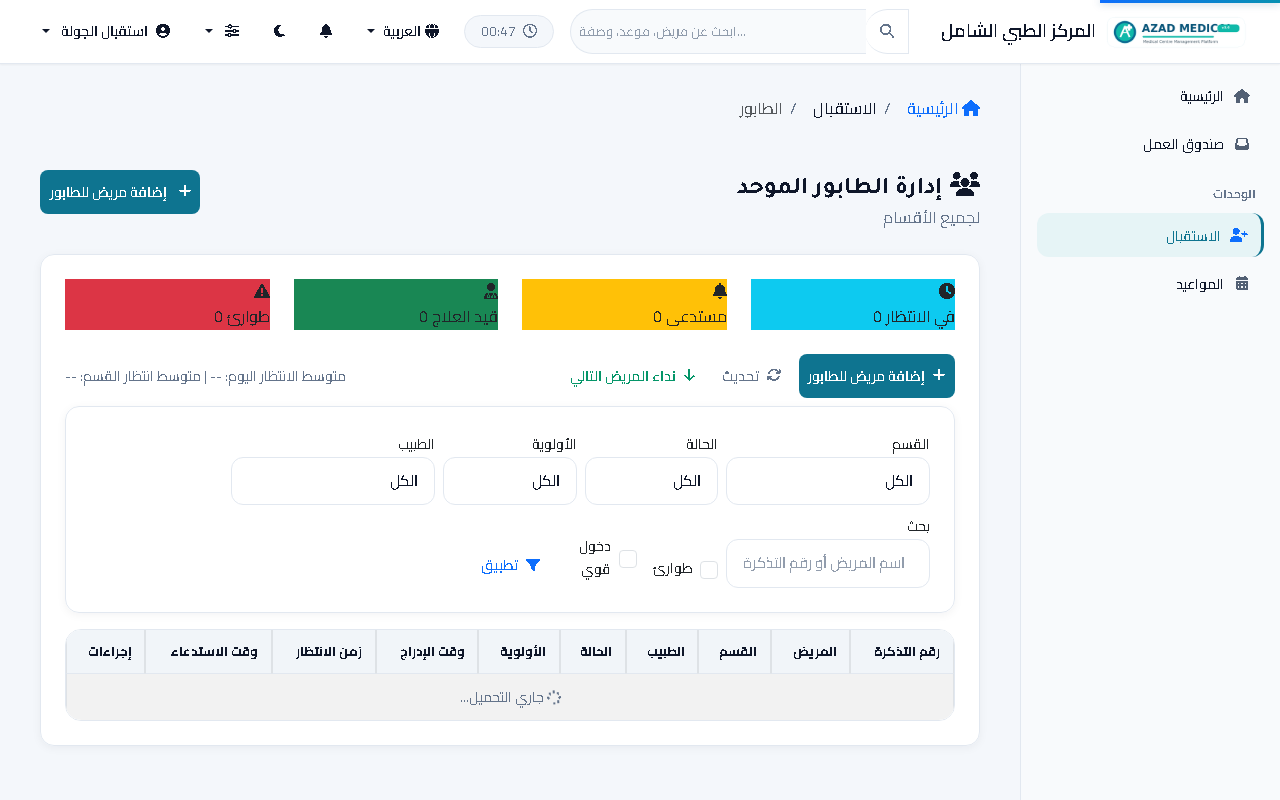 AZAD MEDIC
Medical Centre Management Platform
المركز الطبي الشامل
ابحث عن مريض، موعد، وصفة...
00:47
العربية
استقبال الجولة
الرئيسية
صندوق العمل
الوحدات
الاستقبال
المواعيد
الرئيسية / الاستقبال / الطابور
إدارة الطابور الموحد
لجميع الأقسام
إضافة مريض للطابور
في الانتظار 0
مستدعى 0
قيد العلاج 0
طوارئ 0
إضافة مريض للطابور
تحديث
نداء المريض التالي
متوسط الانتظار اليوم: -- | متوسط انتظار القسم: --
القسم الحالة الأولوية الطبيب
الكل الكل الكل الكل
بحث
اسم المريض أو رقم التذكرة
طوارئ
دخول
قوي
تطبيق
رقم التذكرة المريض القسم الطبيب الحالة الأولوية وقت الإدراج زمن الانتظار وقت الاستدعاء إجراءات
جاري التحميل...